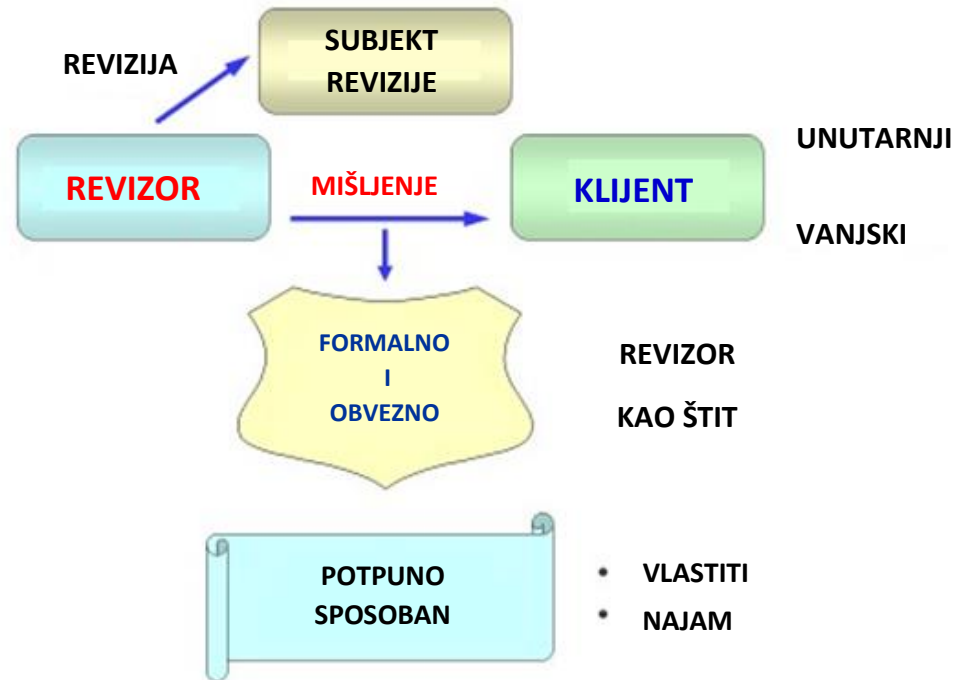 REVIZIJA
SUBJEKT
REVIZIJE
REVIZOR
MIŠLJENJE
KLIJENT
UNUTARNJI
VANJSKI
FORMALNO
I
OBVEZNO
REVIZOR
KAO ŠTIT
POTPUNO
SPOSOBAN
• VLASTITI
• NAJAM